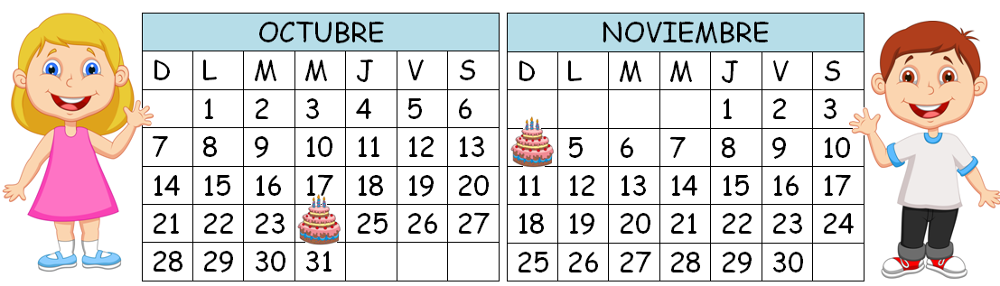 OCTUBRE
D L M M J V S
1 2 3 4 5 6
7 8 9 10 11 12 13
14 15 16 17 18 19 20
21 22 23 25 26 27
28 29 30 31
NOVIEMBRE
D L M M J V S
1 2 3
5 6 7 8 9 10
11 12 13 14 15 16 17
18 19 20 21 22 23 24
25 26 27 28 29 30